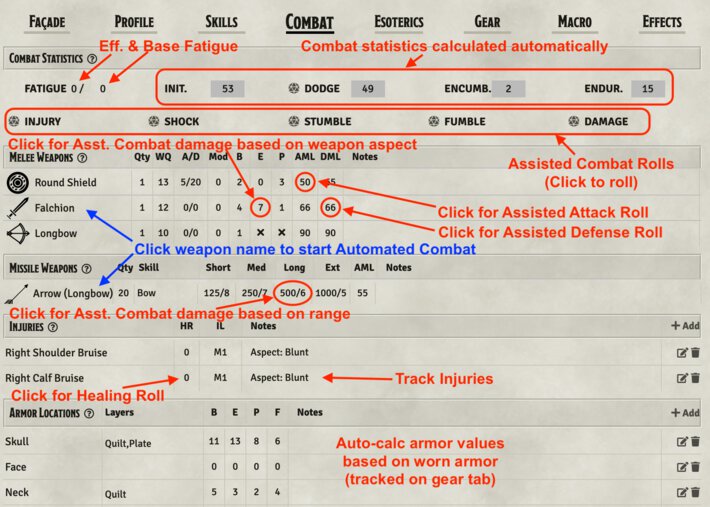 FAÇADE PROFILE SKILLS COMBAT ESOTERICS GEAR MACRO EFFECTS
COMBAT STATISTICS
Eff. & Base Fatigue
Combat statistics calculated automatically
FATIGUE 0 / 0 INIT. 53 DODGE 49 ENCUMB. 2 ENDUR. 15
INJURY SHOCK STUMBLE FUMBLE DAMAGE
Click for Asst. Combat damage based on weapon aspect
Assisted Combat Rolls
(Click to roll)
MELEE WEAPONS Qty WQ A/D Mod B E P AML DML Notes
Round Shield 1 13 5/20 0 2 0 3 50
Click for Assisted Attack Roll
Falchion 1 12 0/0 0 4 7 1 66 66
Click for Assisted Defense Roll
Longbow 1 10 0/0 0 1 × × 90 90
Click weapon name to start Automated Combat
MISSILE WEAPONS Qty Skill Short Med Long Ext AML Notes
Arrow (Longbow) 20 Bow 125/8 250/7 500/6 1000/5 55
Click for Asst. Combat damage based on range
INJURIES HR IL Notes + Add
Right Shoulder Bruise 0 M1 Aspect: Blunt
Right Calf Bruise 0 M1 Aspect: Blunt
Track Injuries
Click for Healing Roll
ARMOR LOCATIONS Layers B E P F Notes + Add
Skull Quilt,Plate 11 13 8 6
Face 0 0 0 0
Neck Quilt 5 3 2 4
Auto-calc armor values
based on worn armor
(tracked on gear tab)